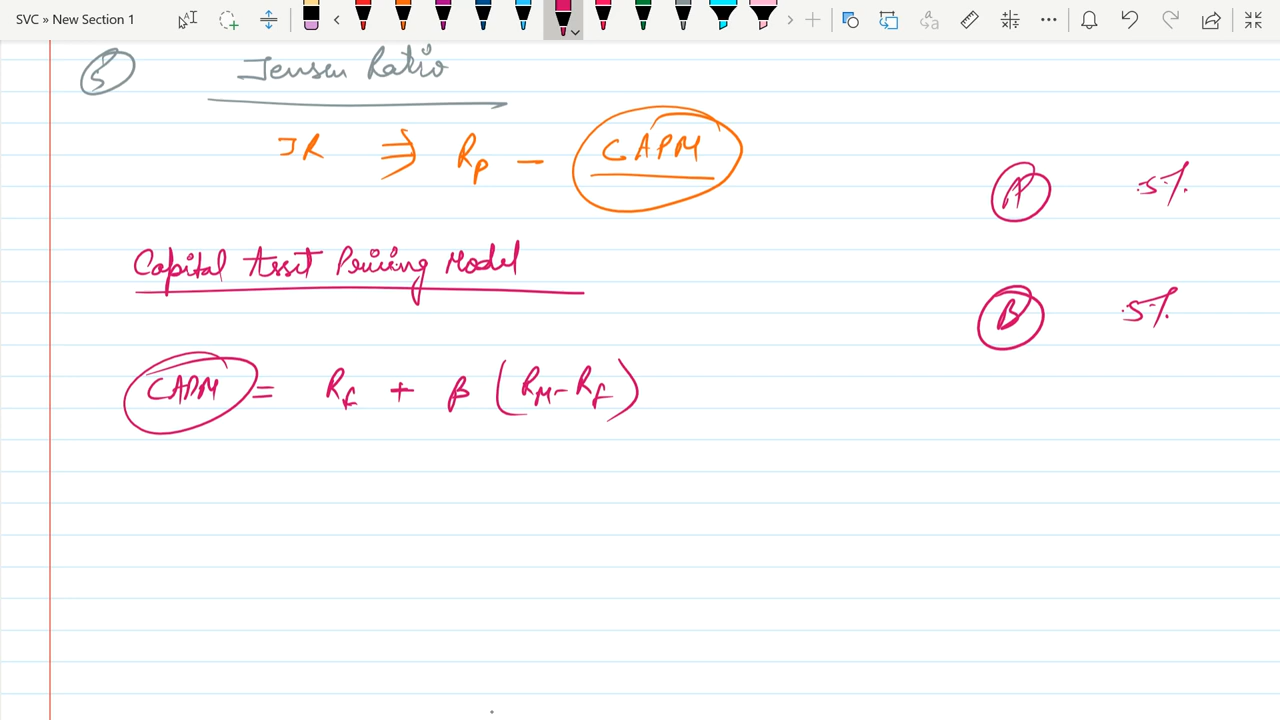 SVC » New Section 1
5 Jensen Ratio
JR ⇒ Rp - CAPM
A .5%
Capital Asset Pricing Model
B .5%
CAPM = Rf + β (RM - Rf)